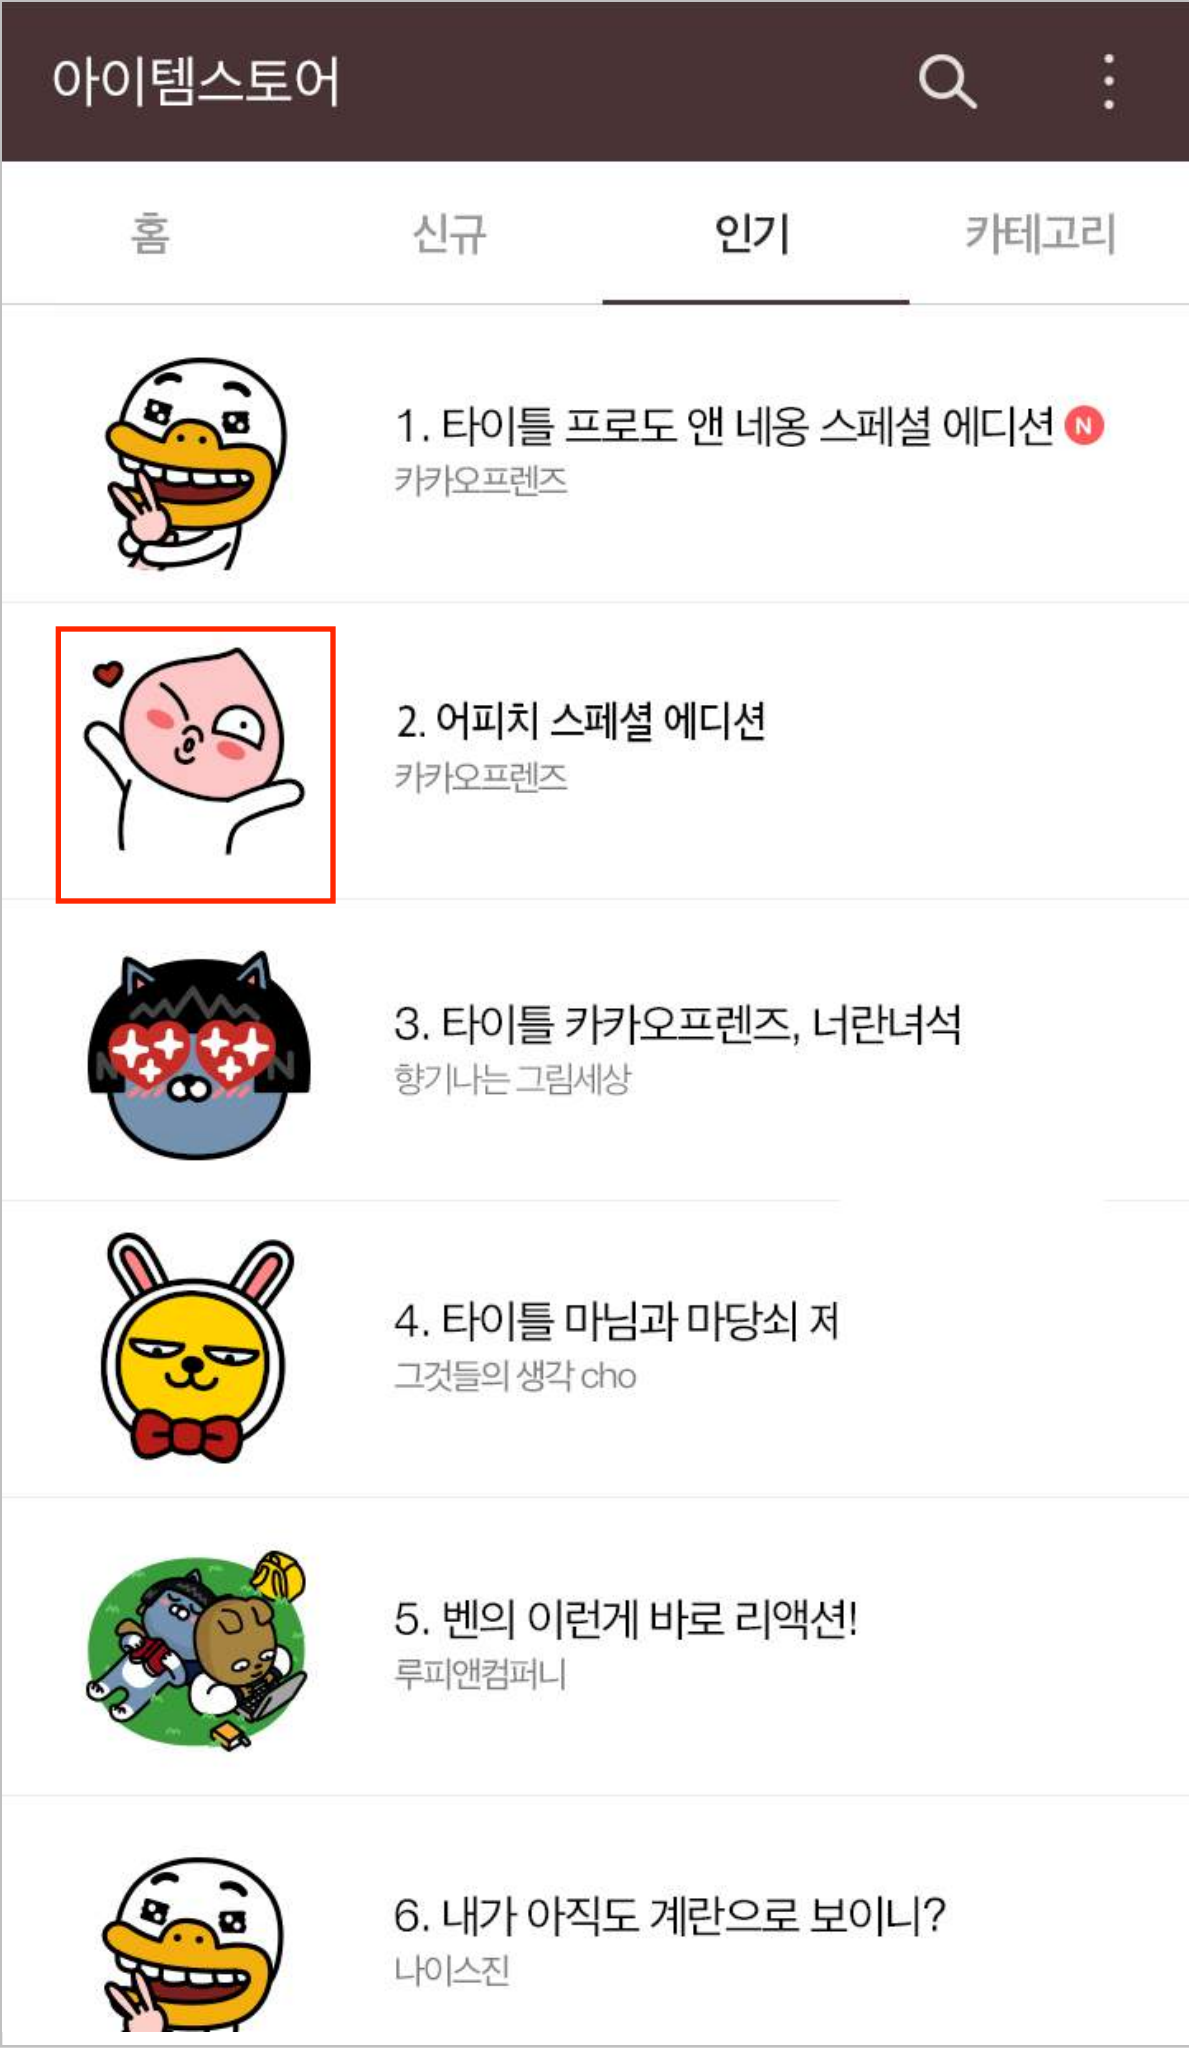 아이템스토어
홈 신규 인기 카테고리
1. 타이틀 프로도 앤 네옹 스페셜 에디션 N
카카오프렌즈
2. 어피치 스페셜 에디션
카카오프렌즈
3. 타이틀 카카오프렌즈, 너란녀석
향기나는 그림세상
4. 타이틀 마님과 마당쇠
그것들의 생각 cho
5. 벤의 이런게 바로 리액션!
루피앤컴퍼니
6. 내가 아직도 계란으로 보이니?
나이스진